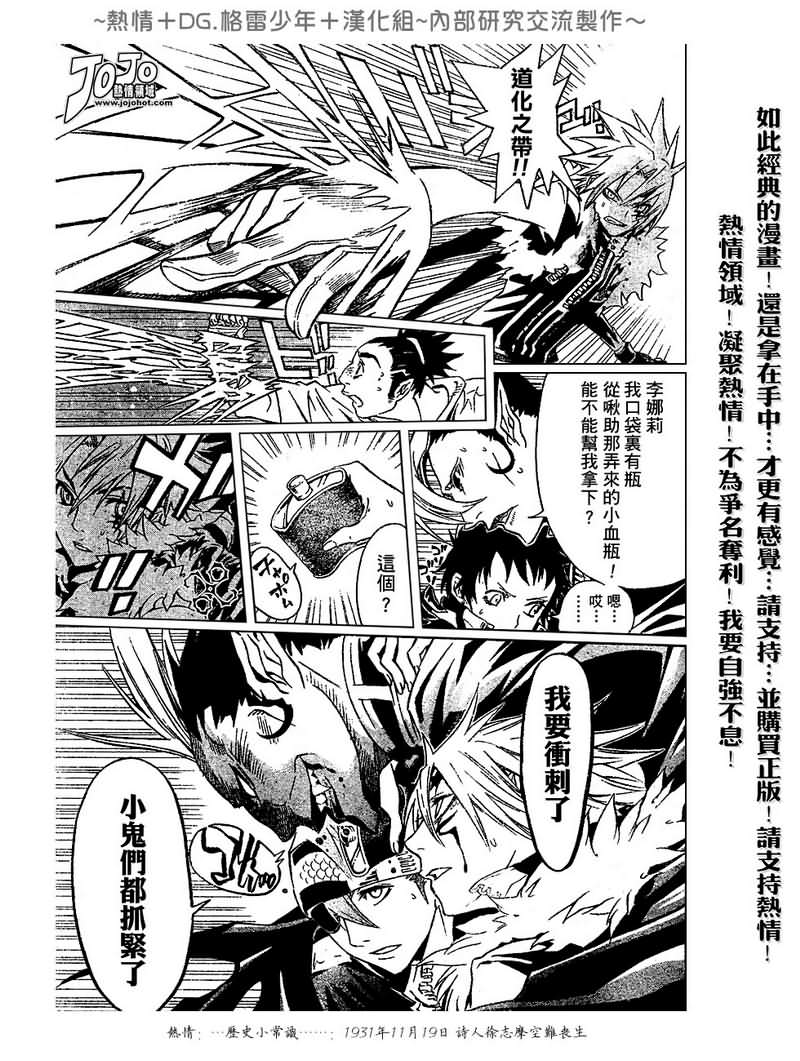 ~熱情＋DG.格雷少年＋漢化組~內部研究交流製作～
JOJO
熱情領域
www.jojohot.com
道化之帶!!
李娜莉
我口袋裏有瓶
從啾助那弄來的小血瓶！
能不能幫我拿下？
嗯……
哎……
這個？
我要衝刺了
小鬼們都抓緊了
如此經典的漫畫！還是拿在手中…才更有感覺…請支持…並購買正版！請支持熱情！
熱情領域！凝聚熱情！不為爭名奪利！我要自強不息！
熱情：…歷史小常識……：1931年11月19日 詩人徐志摩空難喪生